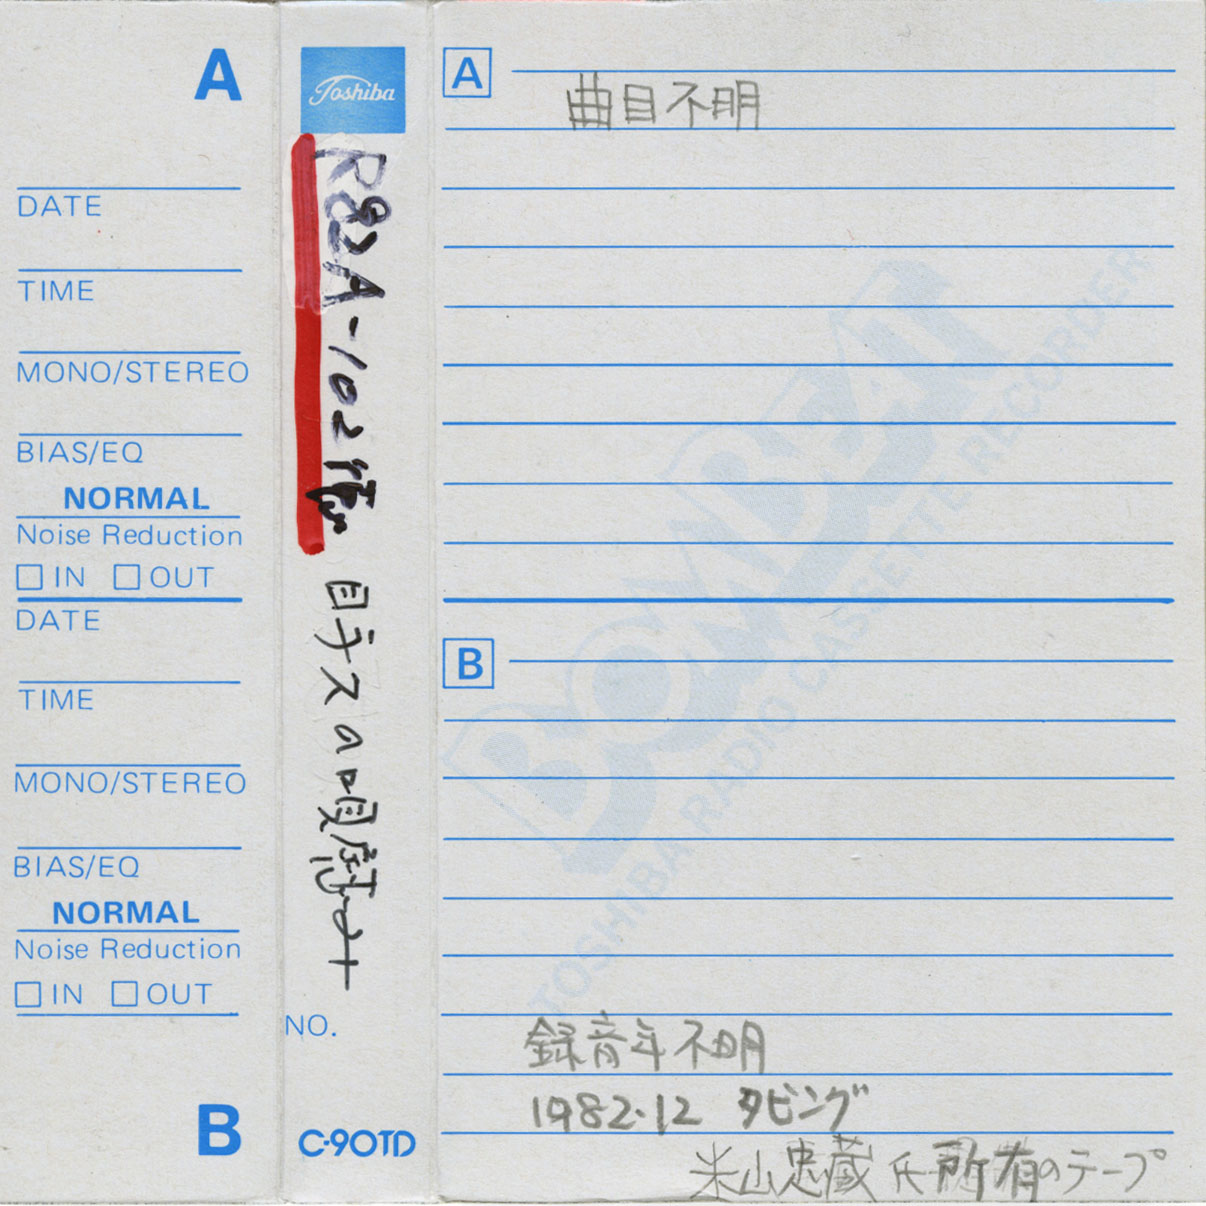 A
DATE
TIME
MONO/STEREO
BIAS/EQ
NORMAL
Noise Reduction
IN OUT
DATE
TIME
MONO/STEREO
BIAS/EQ
NORMAL
Noise Reduction
IN OUT
B
Toshiba
R82A-102
NO.
C-90TD
A
曲目不明
BOMBEAT
TOSHIBA RADIO CASSETTE RECORDER
B
録音年不明
1982.12 タビング
米山忠蔵氏所有のテープ